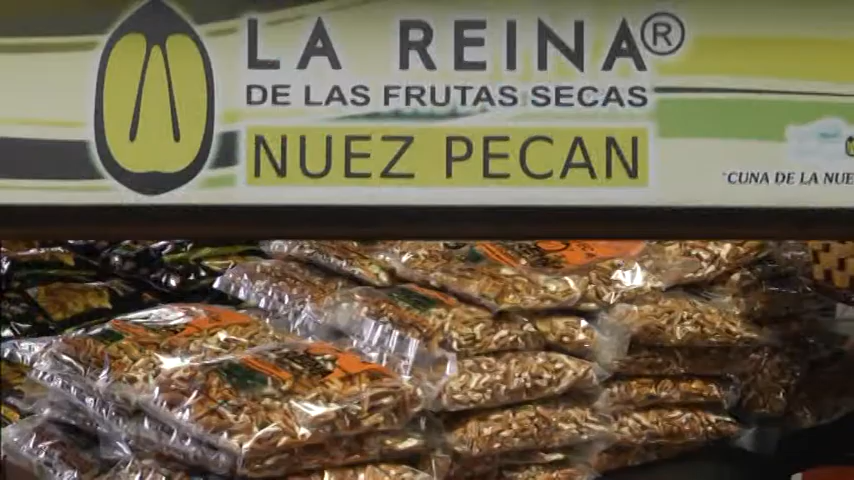 LA REINA®
DE LAS FRUTAS SECAS
NUEZ PECAN
"CUNA DE LA NUE